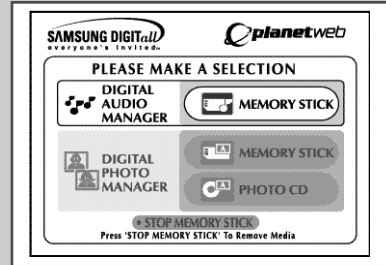 SAMSUNG DIGITall planetweb
everyone's invited™
PLEASE MAKE A SELECTION
DIGITAL
AUDIO
MANAGER
MEMORY STICK
DIGITAL
PHOTO
MANAGER
MEMORY STICK
PHOTO CD
• STOP MEMORY STICK
Press 'STOP MEMORY STICK' To Remove Media